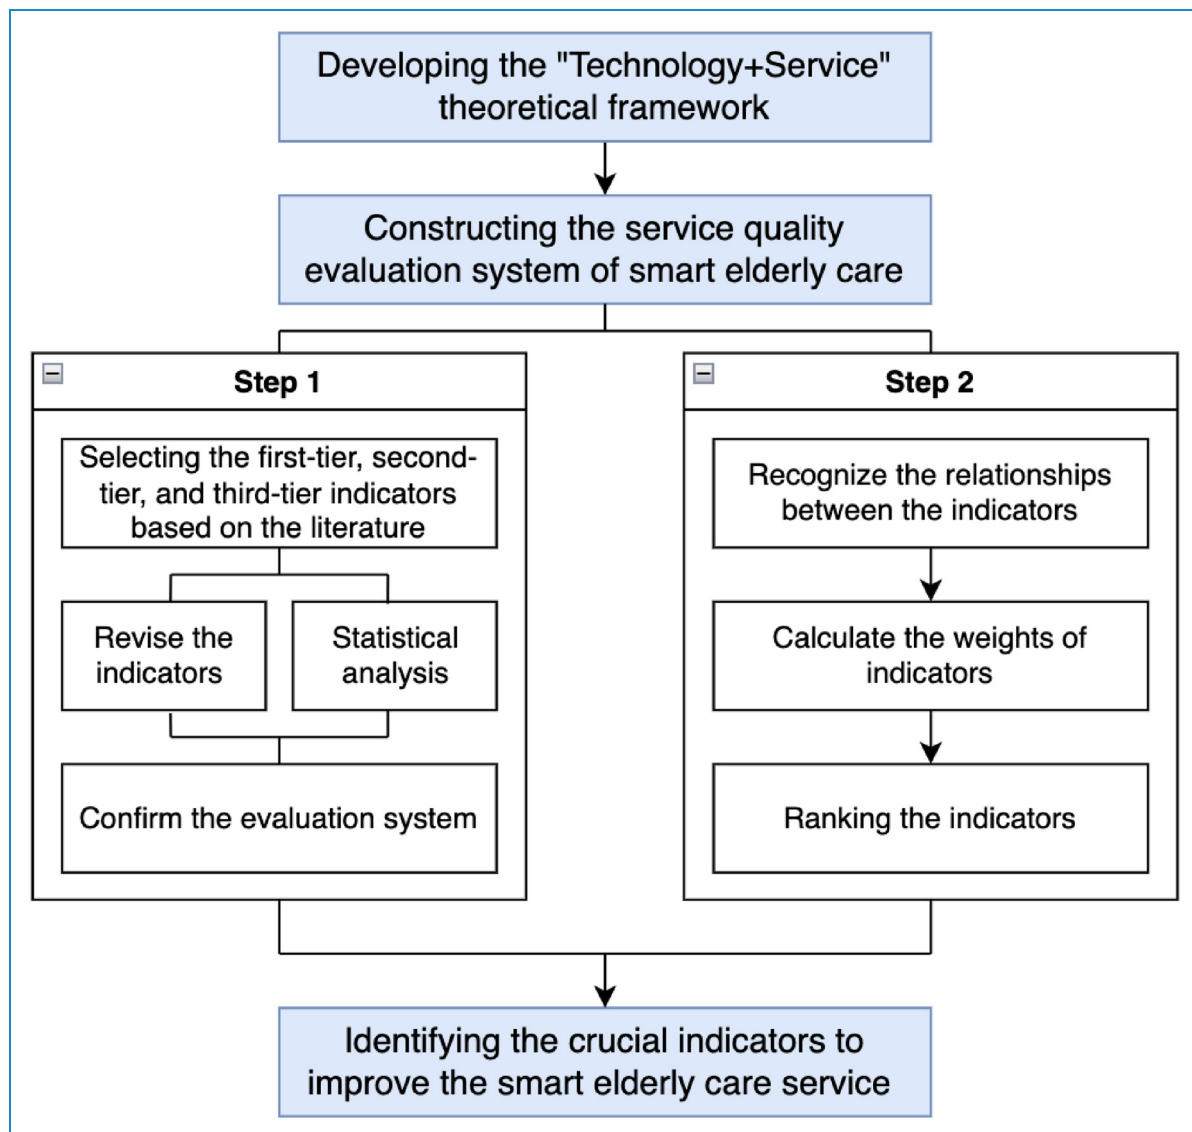 Developing the "Technology+Service"
theoretical framework
Constructing the service quality
evaluation system of smart elderly care
Step 1
Selecting the first-tier, second-
tier, and third-tier indicators
based on the literature
Revise the
indicators
Statistical
analysis
Confirm the evaluation system
Step 2
Recognize the relationships
between the indicators
Calculate the weights of
indicators
Ranking the indicators
Identifying the crucial indicators to
improve the smart elderly care service